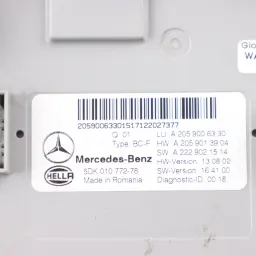 Glo
WA
20590063301517122027377
Q: 01 LU: A 205 900 63 30
Type: BC-F HW: A 205 901 39 04
SW: A 222 902 15 14
Mercedes-Benz HW-Version: 13 08 02
5DK 010 772-78 SW-Version: 16 41 00
Made in Romania Diagnostic-ID: 00 18
HELLA